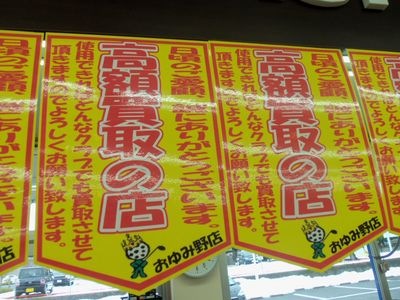 日頃のご愛顧にありがとうございます。
高額買取の店
使用できればどんなクラブでも買取させて
頂きますのでよろしくお願い致します。
おゆみ野店
日頃のご愛顧にありがとうございます。
高額買取の店
使用できればどんなクラブでも買取させて
頂きますのでよろしくお願い致します。
おゆみ野店